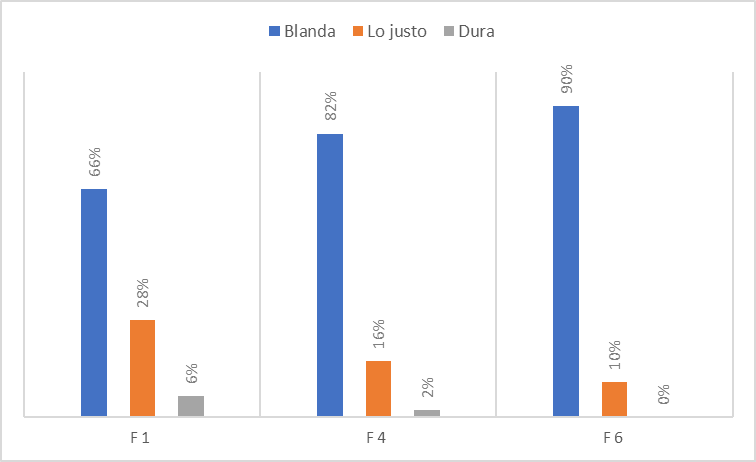 Blanda Lo justo Dura
66% 28% 6% 82% 16% 2% 90% 10% 0%
F 1 F 4 F 6